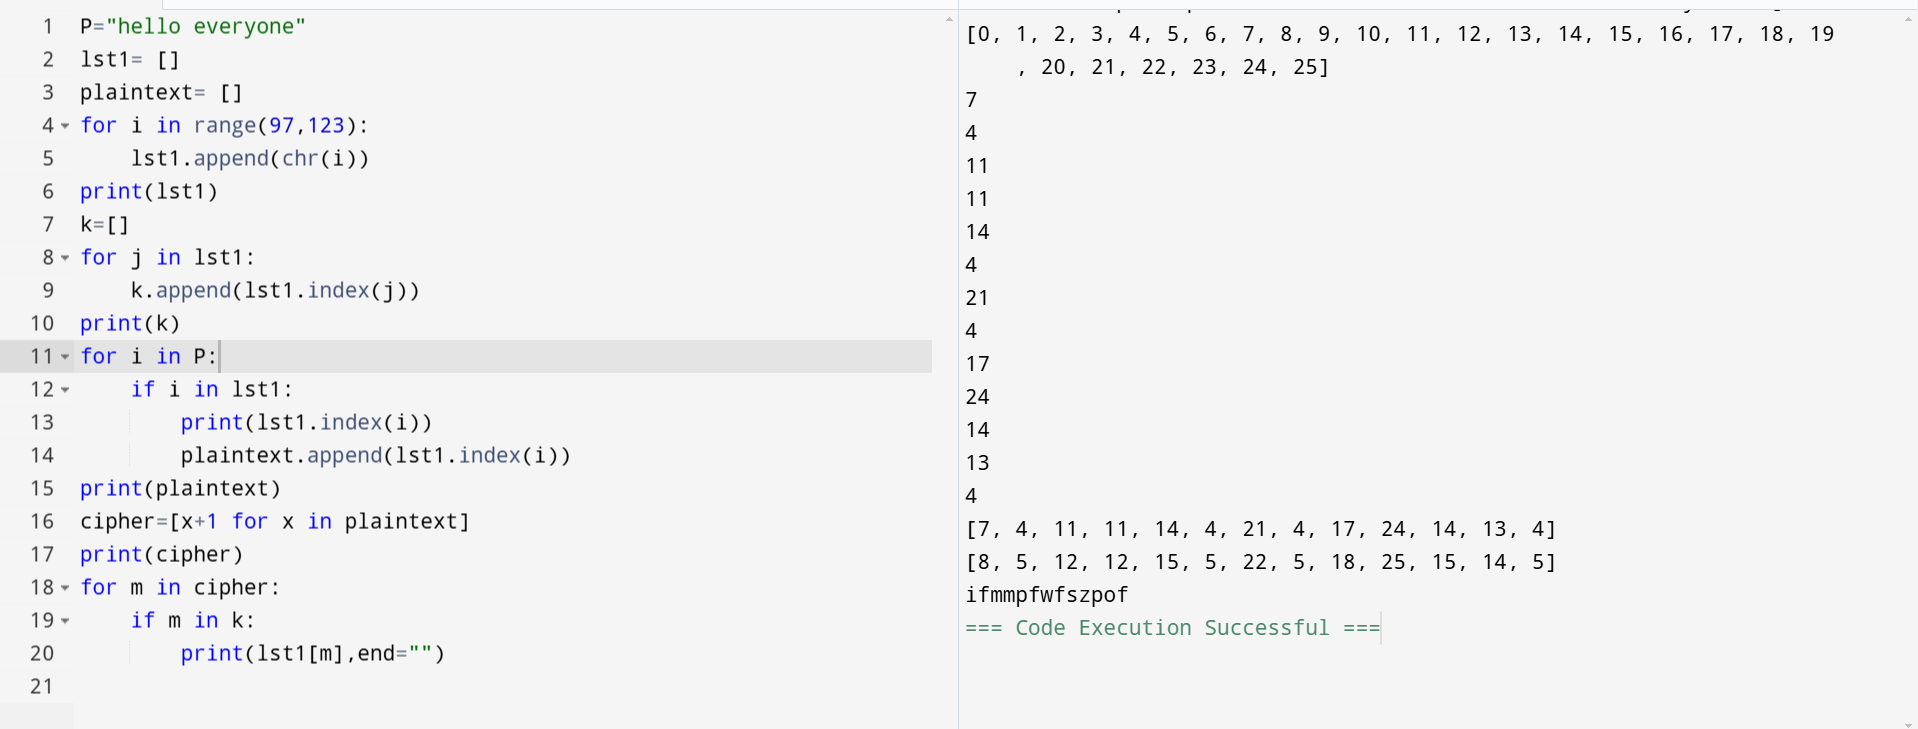 1 P="hello everyone"
2 lst1= []
3 plaintext= []
4 for i in range(97,123):
5     lst1.append(chr(i))
6 print(lst1)
7 k=[]
8 for j in lst1:
9     k.append(lst1.index(j))
10 print(k)
11 for i in P:
12     if i in lst1:
13         print(lst1.index(i))
14         plaintext.append(lst1.index(i))
15 print(plaintext)
16 cipher=[x+1 for x in plaintext]
17 print(cipher)
18 for m in cipher:
19     if m in k:
20         print(lst1[m],end="")
21
[0, 1, 2, 3, 4, 5, 6, 7, 8, 9, 10, 11, 12, 13, 14, 15, 16, 17, 18, 19
    , 20, 21, 22, 23, 24, 25]
7
4
11
11
14
4
21
4
17
24
14
13
4
[7, 4, 11, 11, 14, 4, 21, 4, 17, 24, 14, 13, 4]
[8, 5, 12, 12, 15, 5, 22, 5, 18, 25, 15, 14, 5]
ifmmpfwfszpof
=== Code Execution Successful ===